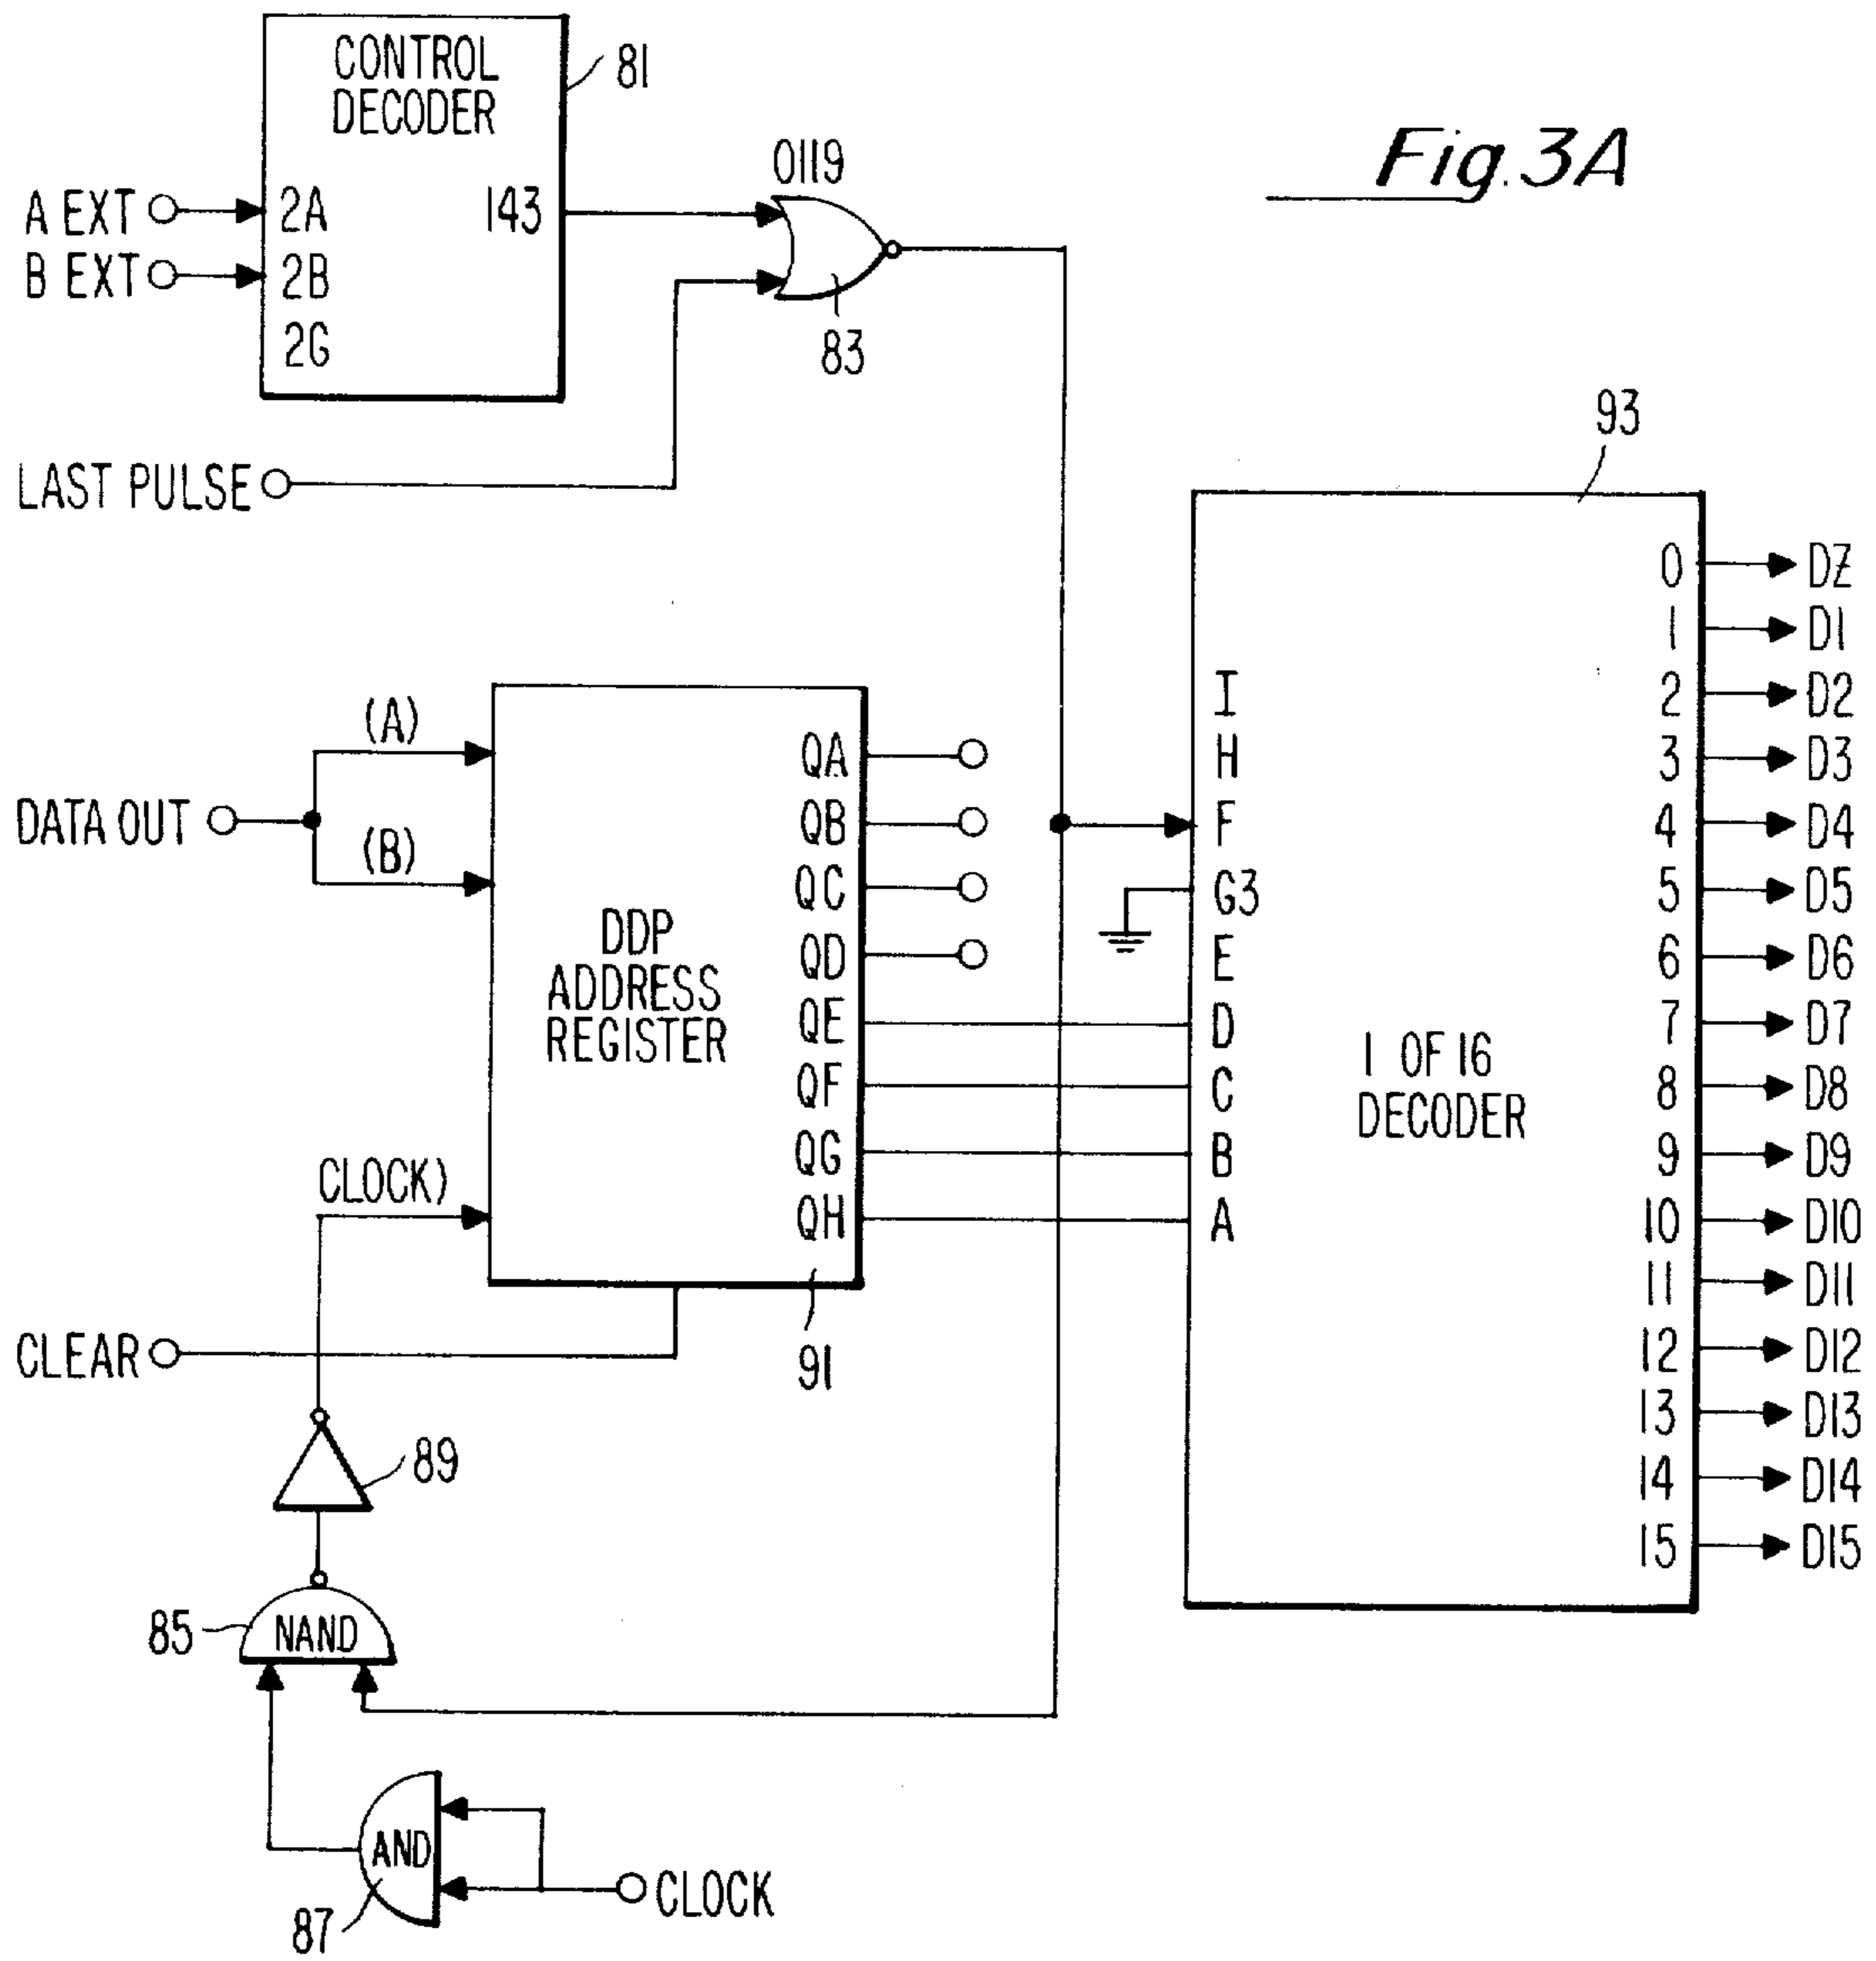 CONTROL
DECODER
81
A EXT
2A
143
B EXT
2B
2G
0119
83
Fig. 3A
LAST PULSE
93
0
DZ
1
D1
I
2
D2
H
3
D3
F
4
D4
G3
5
D5
E
6
D6
D
7
D7
C
8
D8
B
9
D9
A
10
D10
11
D11
12
D12
13
D13
14
D14
15
D15
1 OF 16
DECODER
(A)
DATA OUT
(B)
DDP
ADDRESS
REGISTER
QA
QB
QC
QD
QE
QF
QG
QH
CLOCK)
91
CLEAR
89
85
NAND
AND
87
CLOCK